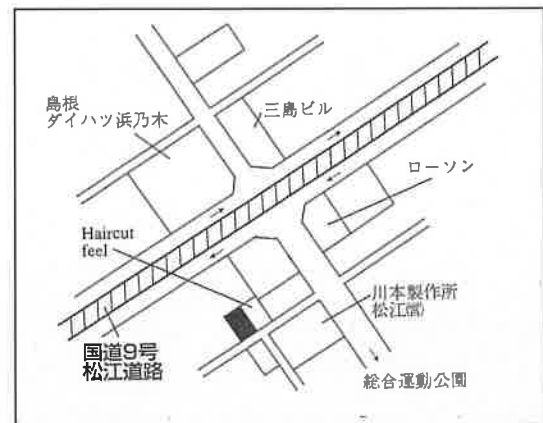 島根
ダイハツ浜乃木
三島ビル
ローソン
Haircut
feel
川本製作所
松江㈺
国道9号
松江道路
総合運動公園